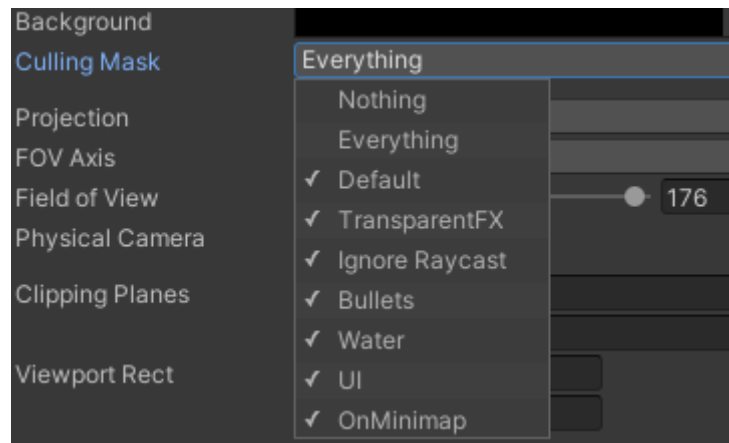 Background
Culling Mask Everything
Nothing
Everything
Projection
✓ Default
FOV Axis
✓ TransparentFX
Field of View 176
✓ Ignore Raycast
Physical Camera
✓ Bullets
Clipping Planes
✓ Water
✓ UI
Viewport Rect
✓ OnMinimap